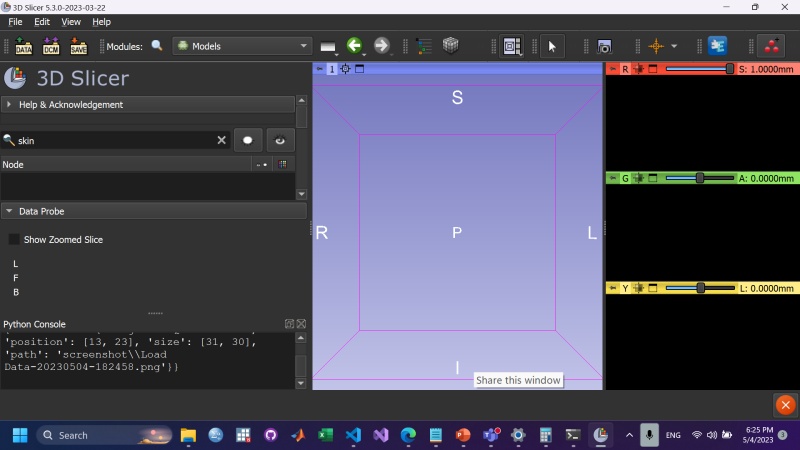 3D Slicer 5.3.0-2023-03-22
File Edit View Help
DATA DCM SAVE Modules: Models
3D Slicer
Help & Acknowledgement
skin
Node
Data Probe
Show Zoomed Slice
L
F
B
Python Console
'position': [13, 23], 'size': [31, 30],
'path': 'screenshot\\Load
Data-20230504-182458.png'}}
1
S
R
P
L
I
Share this window
R S: 1.0000mm
G A: 0.0000mm
Y L: 0.0000mm
Search
ENG
6:25 PM
5/4/2023
3